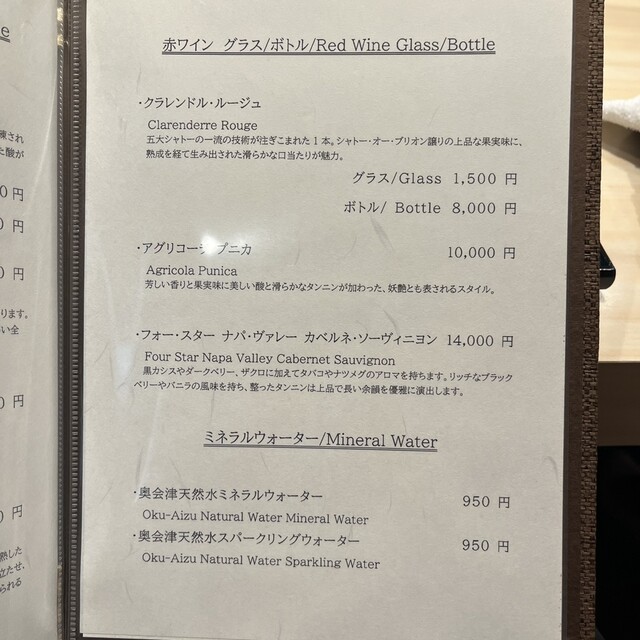 赤ワイン グラス/ボトル/Red Wine Glass/Bottle
・クラレンドル・ルージュ
Clarenderre Rouge
五大シャトーの一流の技術が注ぎこまれた1本。シャトー・オー・ブリオン譲りの上品な果実味に、
熟成を経て生み出された滑らかな口当たりが魅力。
グラス/Glass 1,500 円
ボトル/ Bottle 8,000 円
・アグリコーラ プニカ 10,000 円
Agricola Punica
芳しい香りと果実味に美しい酸と滑らかなタンニンが加わった、妖艶とも表されるスタイル。
・フォー・スター ナパ・ヴァレー カベルネ・ソーヴィニヨン 14,000 円
Four Star Napa Valley Cabernet Sauvignon
黒カシスやダークベリー、ザクロに加えてタバコやナツメグのアロマを持ちます。リッチなブラック
ベリーやバニラの風味を持ち、整ったタンニンは上品で長い余韻を優雅に演出します。
ミネラルウォーター/Mineral Water
・奥会津天然水ミネラルウォーター 950 円
Oku-Aizu Natural Water Mineral Water
・奥会津天然水スパークリングウォーター 950 円
Oku-Aizu Natural Water Sparkling Water